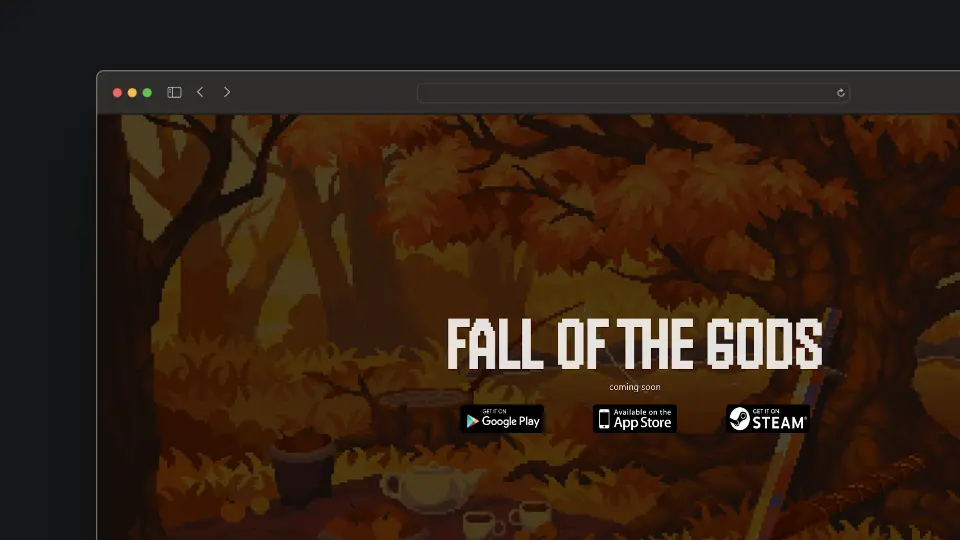 FALL OF THE GODS
coming soon
GET IT ON
Google Play
Available on the
App Store
GET IT ON
STEAM®